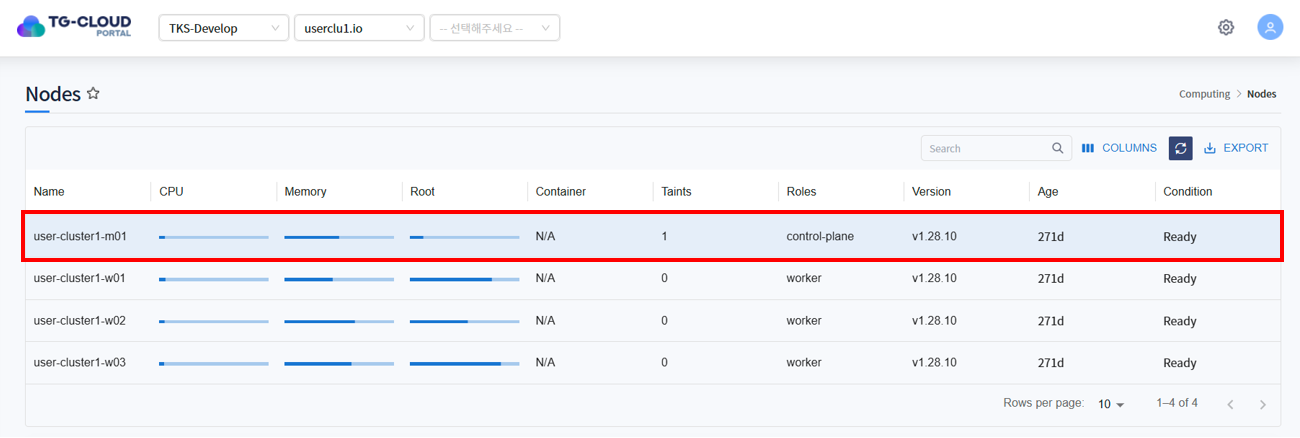 TG-CLOUD
PORTAL
TKS-Develop
userclu1.io
-- 선택해주세요 --
Nodes
Computing > Nodes
Search
COLUMNS
EXPORT
Name CPU Memory Root Container Taints Roles Version Age Condition
user-cluster1-m01 N/A 1 control-plane v1.28.10 271d Ready
user-cluster1-w01 N/A 0 worker v1.28.10 271d Ready
user-cluster1-w02 N/A 0 worker v1.28.10 271d Ready
user-cluster1-w03 N/A 0 worker v1.28.10 271d Ready
Rows per page: 10 1–4 of 4